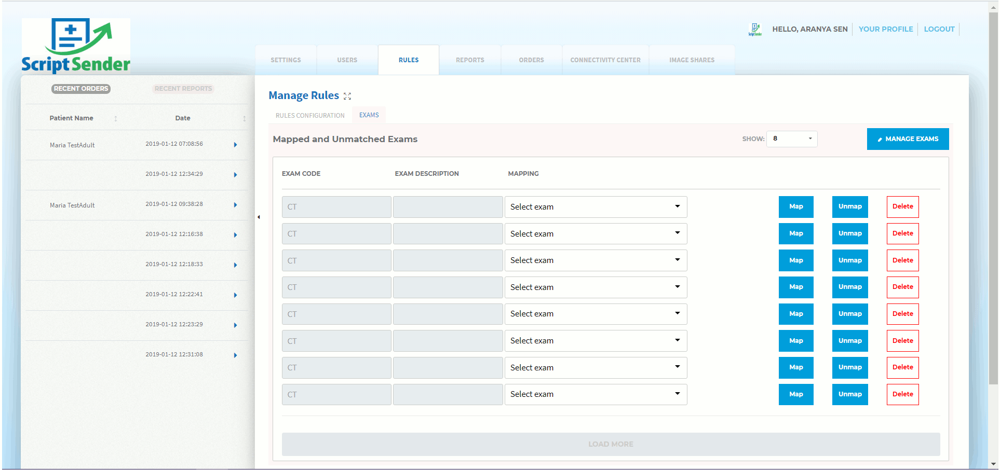 Script Sender
HELLO, ARANYA SEN
YOUR PROFILE
LOGOUT
SETTINGS
USERS
RULES
REPORTS
ORDERS
CONNECTIVITY CENTER
IMAGE SHARES
RECENT ORDERS
RECENT REPORTS
Patient Name
Date
Maria TestAdult
2019-01-12 07:08:56
2019-01-12 12:34:29
Maria TestAdult
2019-01-12 09:38:28
2019-01-12 12:16:38
2019-01-12 12:18:33
2019-01-12 12:22:41
2019-01-12 12:23:29
2019-01-12 12:31:08
Manage Rules
RULES CONFIGURATION
EXAMS
Mapped and Unmatched Exams
SHOW:
8
MANAGE EXAMS
EXAM CODE
EXAM DESCRIPTION
MAPPING
CT
Select exam
Map
Unmap
Delete
CT
Select exam
Map
Unmap
Delete
CT
Select exam
Map
Unmap
Delete
CT
Select exam
Map
Unmap
Delete
CT
Select exam
Map
Unmap
Delete
CT
Select exam
Map
Unmap
Delete
CT
Select exam
Map
Unmap
Delete
CT
Select exam
Map
Unmap
Delete
LOAD MORE